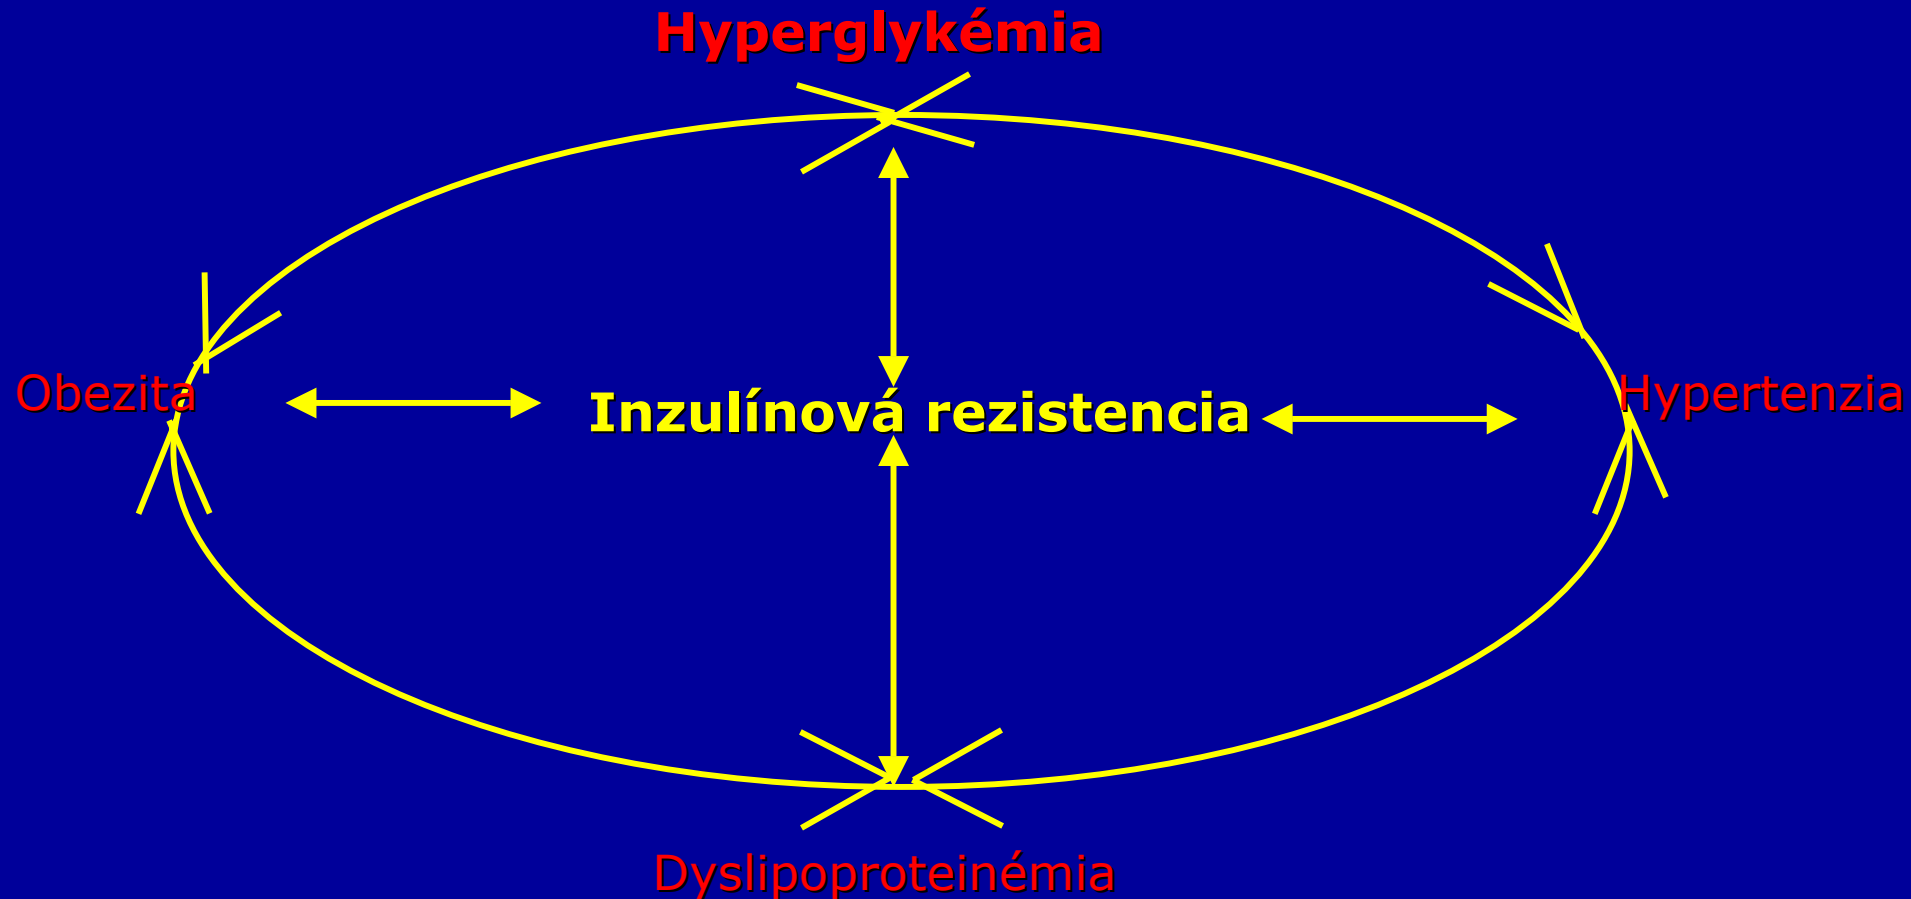 Hyperglykémia
Obezita
Inzulínová rezistencia
Hypertenzia
Dyslipoproteinémia